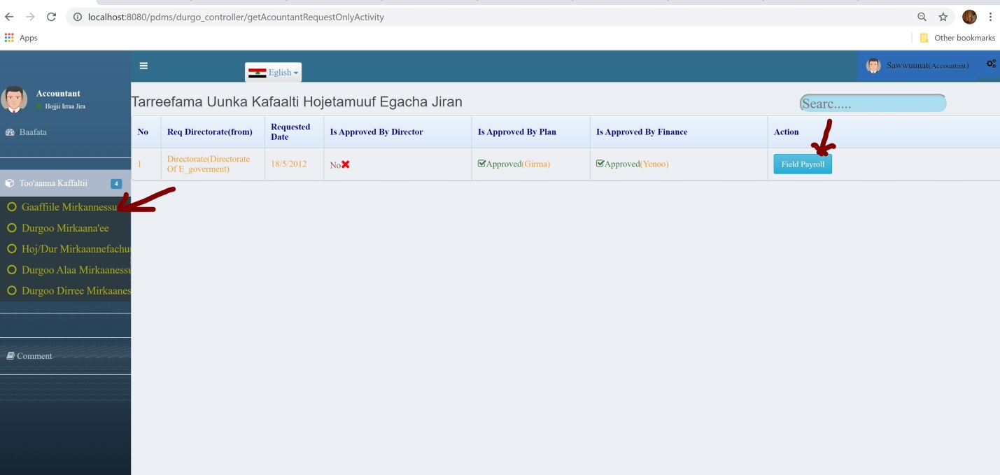 localhost:8080/pdms/durgo_controller/getAcountantRequestOnlyActivity
Apps
Other bookmarks
Eglish
Sawwuunat(Accountant)
Accountant
Hojjii Irraa Jira
Baafata
Too'aanna Kaffaltii 4
Gaaffiile Mirkannessu
Durgoo Mirkaana'ee
Hoj/Dur Mirkaannefachu
Durgoo Alaa Mirkaaness
Durgoo Dirree Mirkaanes
Comment
Tarreefama Uunka Kafaalti Hojetamuuf Egacha Jiran
Searc.....
No Req Directorate(from) Requested Date Is Approved By Director Is Approved By Plan Is Approved By Finance Action
1 Directorate(Directorate Of E_goverment) 18/5/2012 No Approved(Girma) Approved(Yenoo) Field Payroll